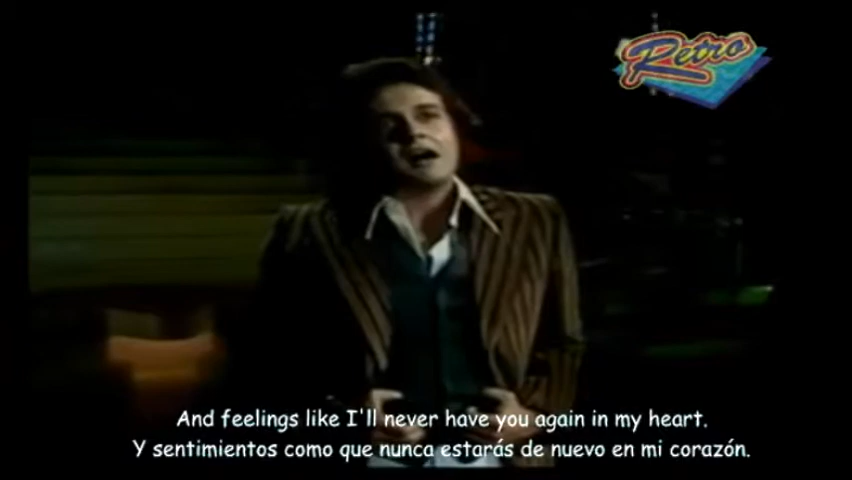 Retro
And feelings like I'll never have you again in my heart.
Y sentimientos como que nunca estarás de nuevo en mi corazón.